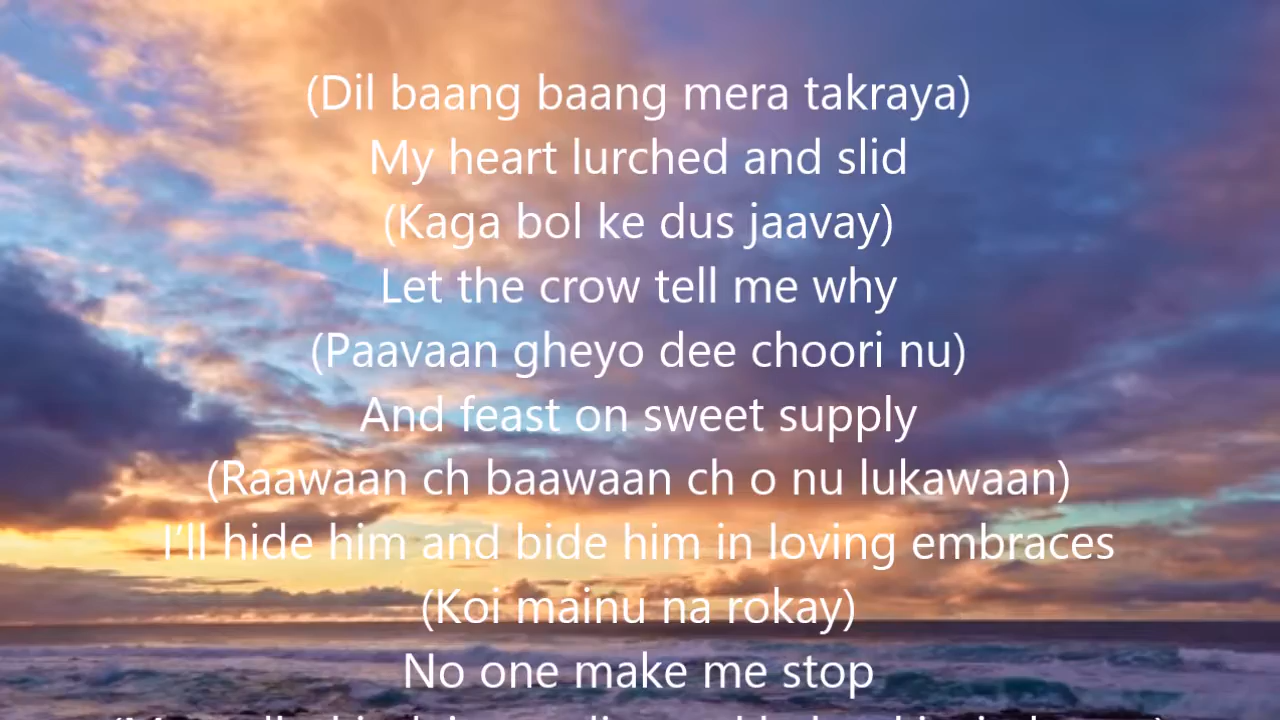 (Dil baang baang mera takraya)
My heart lurched and slid
(Kaga bol ke dus jaavay)
Let the crow tell me why
(Paavaan gheyo dee choori nu)
And feast on sweet supply
(Raawaan ch baawaan ch o nu lukawaan)
I’ll hide him and bide him in loving embraces
(Koi mainu na rokay)
No one make me stop